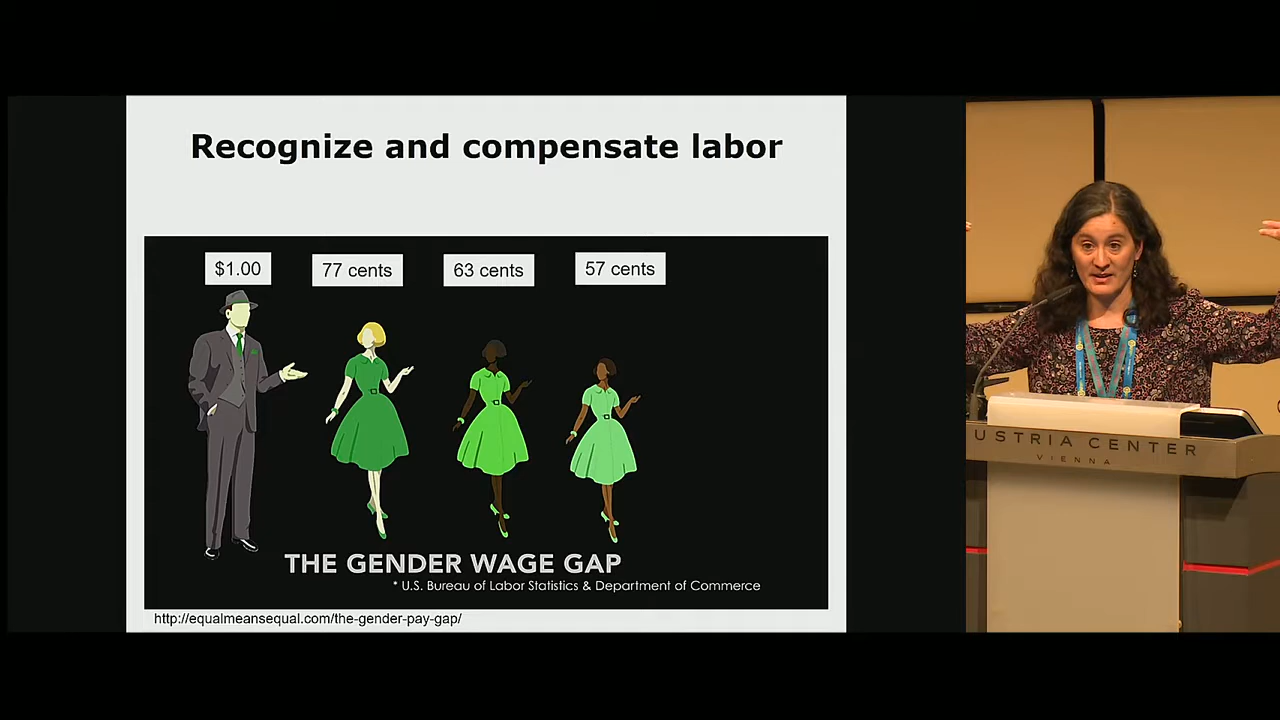 Recognize and compensate labor
$1.00
77 cents
63 cents
57 cents
THE GENDER WAGE GAP
* U.S. Bureau of Labor Statistics & Department of Commerce
http://equalmeansequal.com/the-gender-pay-gap/
USTRIA CENTER
VIENNA